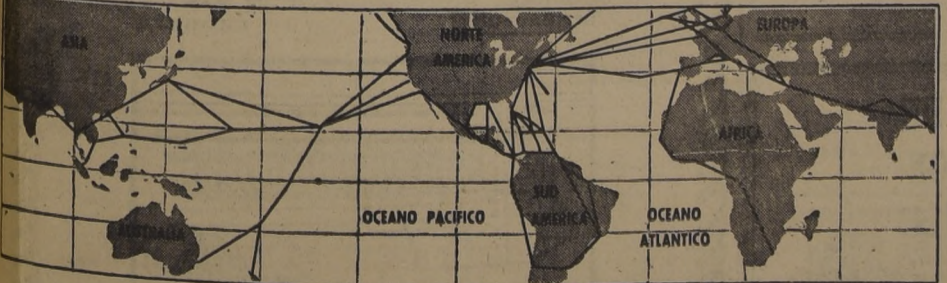 ASIA
NORTE
AMERICA
EUROPA
AFRICA
SUD
AMERICA
AUSTRALIA
OCEANO PACIFICO
OCEANO
ATLANTICO